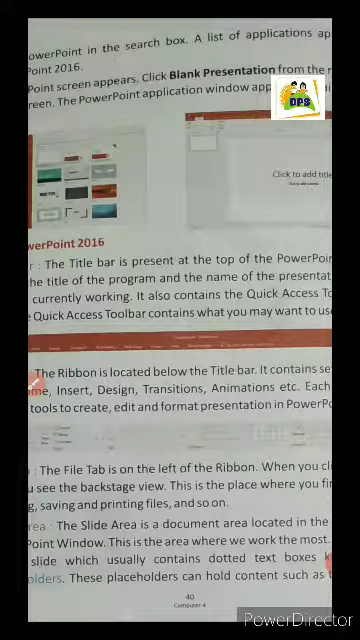 owerPoint in the search box. A list of applications ap
Point 2016.
Point screen appears. Click Blank Presentation from the r
reen. The PowerPoint application window app
DPS
Click to add title
werPoint 2016
r : The Title bar is present at the top of the PowerPoin
the title of the program and the name of the presentat
currently working. It also contains the Quick Access To
e Quick Access Toolbar contains what you may want to use
The Ribbon is located below the Title bar. It contains se
ome, Insert, Design, Transitions, Animations etc. Each
tools to create, edit and format presentation in PowerPo
: The File Tab is on the left of the Ribbon. When you cli
u see the backstage view. This is the place where you fin
g, saving and printing files, and so on.
rea : The Slide Area is a document area located in the
Point Window. This is the area where we work the most.
slide which usually contains dotted text boxes k
olders. These placeholders can hold content such as
40
Computer 4
PowerDirector